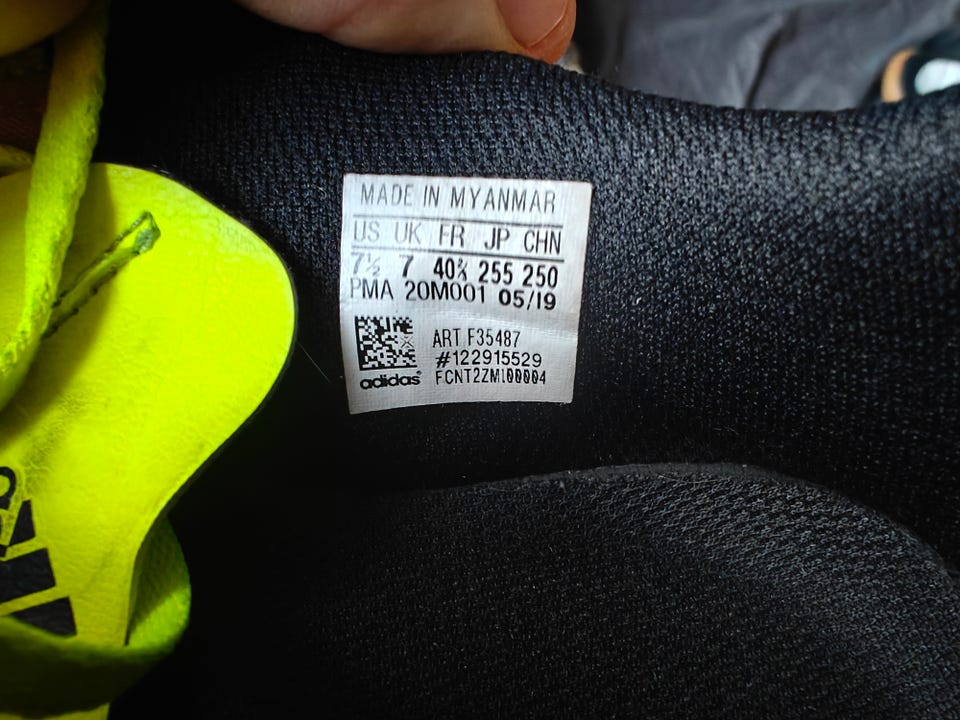 MADE IN MYANMAR
US UK FR JP CHN
7½ 7 40⅔ 255 250
PMA 20M001 05/19
ART F35487
#122915529
adidas® FCNT2ZML00004